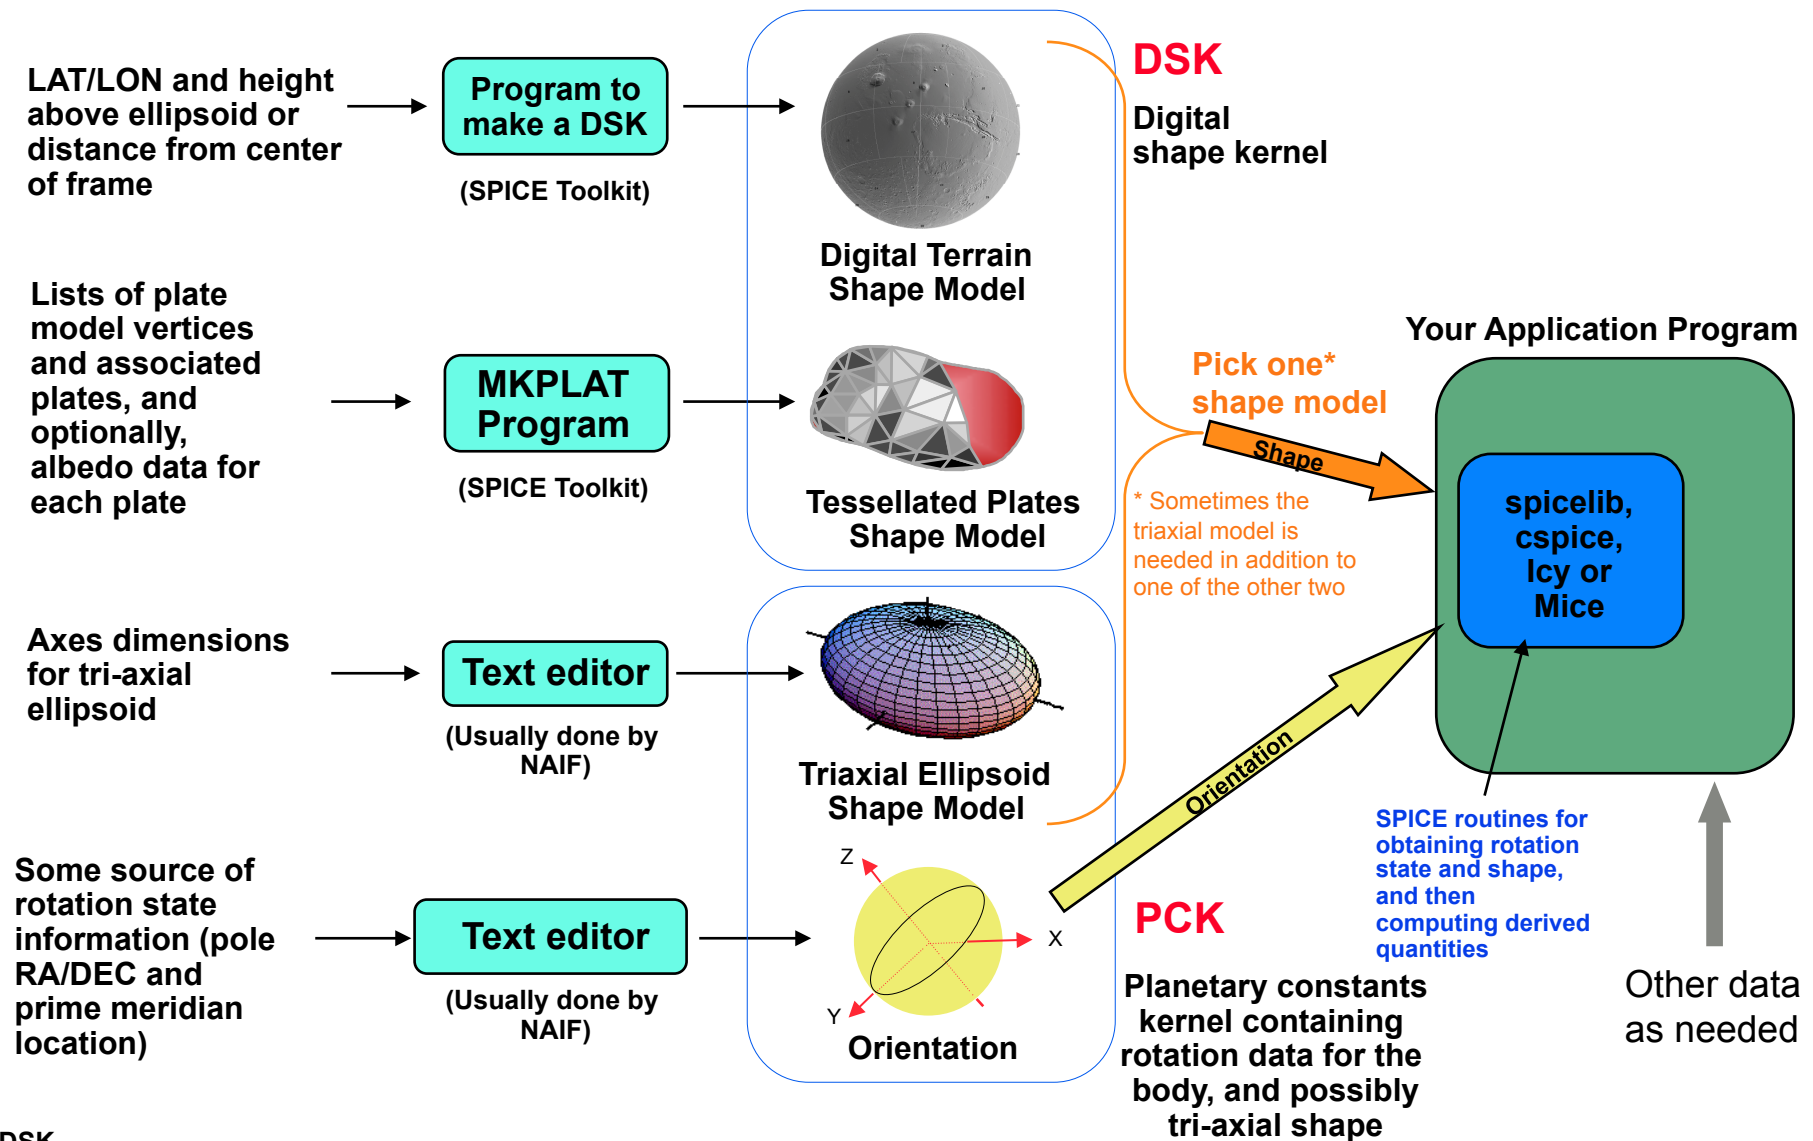 LAT/LON and height
above ellipsoid or
distance from center
of frame
Program to
make a DSK
(SPICE Toolkit)
Digital Terrain
Shape Model
DSK
Digital
shape kernel
Lists of plate
model vertices
and associated
plates, and
optionally,
albedo data for
each plate
MKPLAT
Program
(SPICE Toolkit)
Tessellated Plates
Shape Model
Pick one*
shape model
Shape
* Sometimes the
triaxial model is
needed in addition to
one of the other two
Your Application Program
spicelib,
cspice,
Icy or
Mice
Axes dimensions
for tri-axial
ellipsoid
Text editor
(Usually done by
NAIF)
Triaxial Ellipsoid
Shape Model
Orientation
SPICE routines for
obtaining rotation
state and shape,
and then
computing derived
quantities
Some source of
rotation state
information (pole
RA/DEC and
prime meridian
location)
Text editor
(Usually done by
NAIF)
Z
X
Y
Orientation
PCK
Planetary constants
kernel containing
rotation data for the
body, and possibly
tri-axial shape
Other data
as needed
DSK